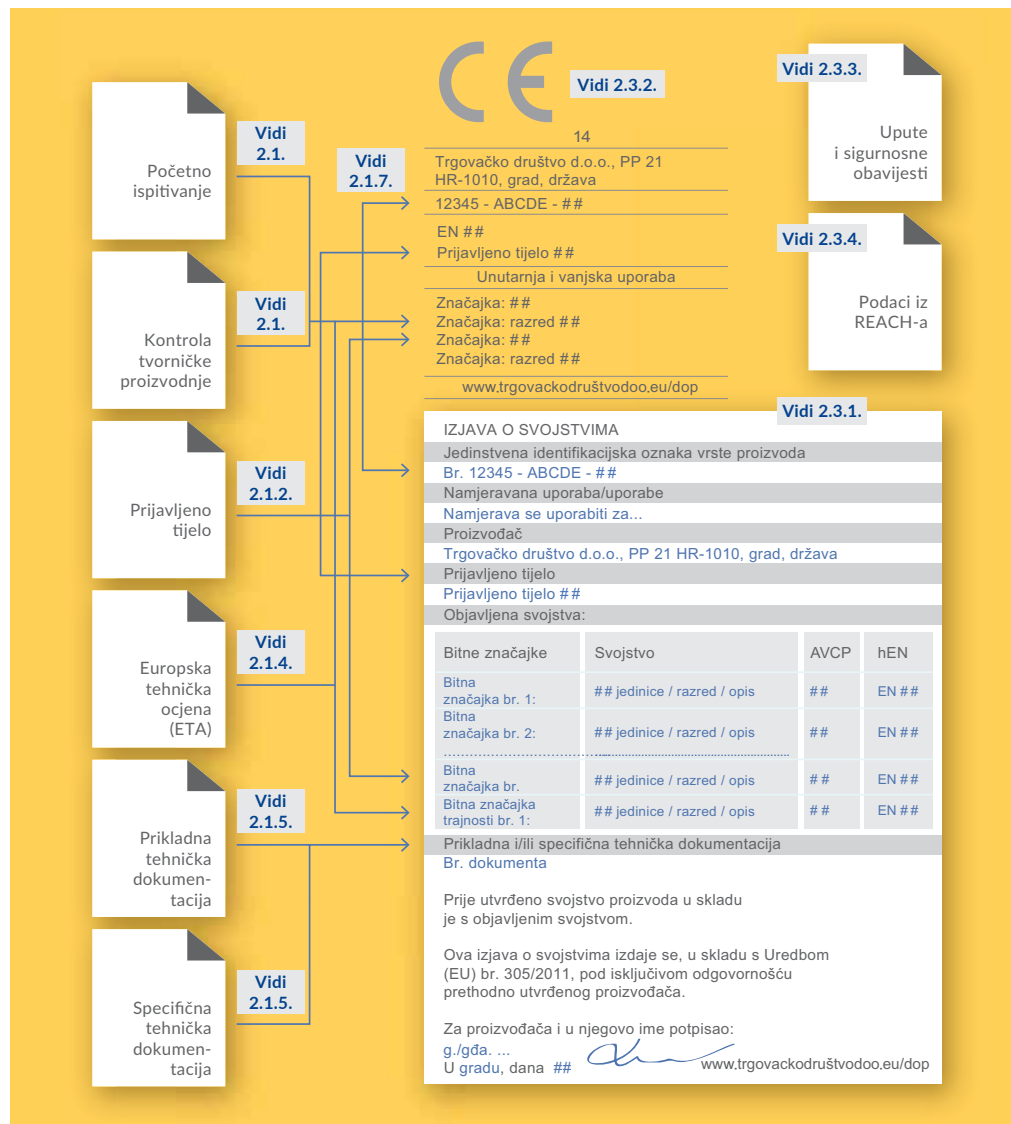 Početno
ispitivanje
Vidi
2.1.
Kontrola
tvorničke
proizvodnje
Vidi
2.1.
Prijavljeno
tijelo
Vidi
2.1.2.
Europska
tehnička
ocjena
(ETA)
Vidi
2.1.4.
Prikladna
tehnička
dokumen-
tacija
Vidi
2.1.5.
Specifična
tehnička
dokumen-
tacija
Vidi
2.1.5.
CE
Vidi 2.3.2.
14
Vidi
2.1.7.
Trgovačko društvo d.o.o., PP 21
HR-1010, grad, država
12345 - ABCDE - ##
EN ##
Prijavljeno tijelo ##
Unutarnja i vanjska uporaba
Značajka: ##
Značajka: razred ##
Značajka: ##
Značajka: razred ##
www.trgovackodruštvodoo.eu/dop
Vidi 2.3.3.
Upute
i sigurnosne
obavijesti
Vidi 2.3.4.
Podaci iz
REACH-a
Vidi 2.3.1.
IZJAVA O SVOJSTVIMA
Jedinstvena identifikacijska oznaka vrste proizvoda
Br. 12345 - ABCDE - ##
Namjeravana uporaba/uporabe
Namjerava se uporabiti za...
Proizvođač
Trgovačko društvo d.o.o., PP 21 HR-1010, grad, država
Prijavljeno tijelo
Prijavljeno tijelo ##
Objavljena svojstva:
Bitne značajke Svojstvo AVCP hEN
Bitna
značajka br. 1: ## jedinice / razred / opis ## EN ##
Bitna
značajka br. 2: ## jedinice / razred / opis ## EN ##
Bitna
značajka br. ## jedinice / razred / opis ## EN ##
Bitna značajka
trajnosti br. 1: ## jedinice / razred / opis ## EN ##
Prikladna i/ili specifična tehnička dokumentacija
Br. dokumenta
Prije utvrđeno svojstvo proizvoda u skladu
je s objavljenim svojstvom.
Ova izjava o svojstvima izdaje se, u skladu s Uredbom
(EU) br. 305/2011, pod isključivom odgovornošću
prethodno utvrđenog proizvođača.
Za proizvođača i u njegovo ime potpisao:
g./gđa. ...
U gradu, dana ## www.trgovackodruštvodoo.eu/dop